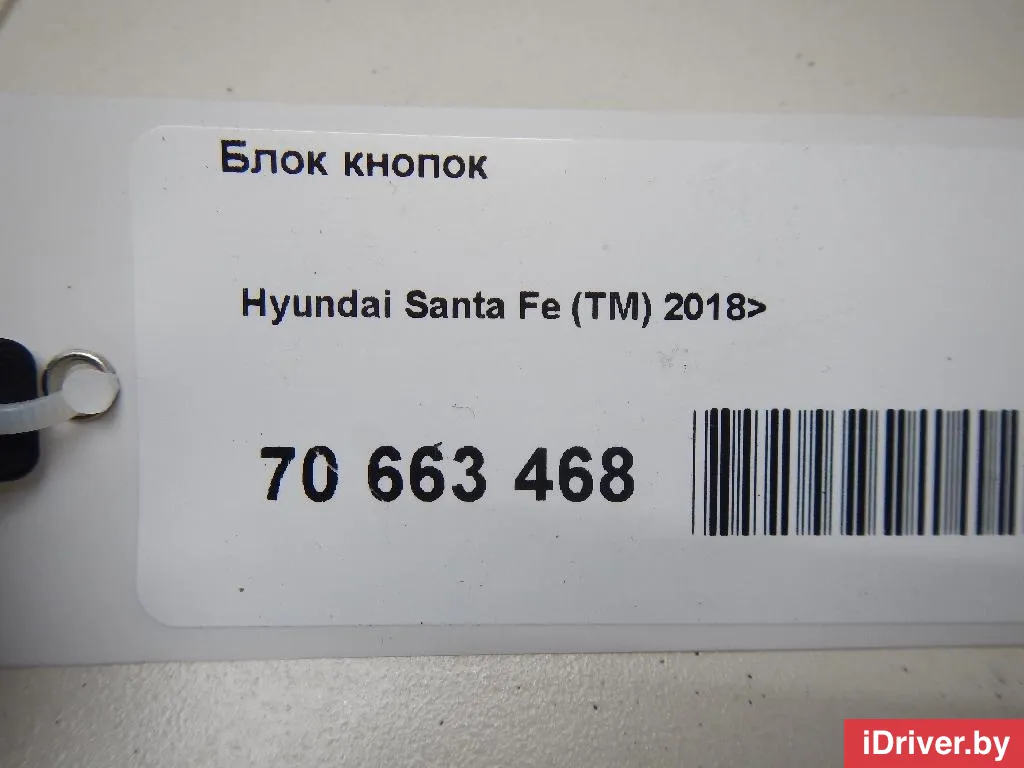 Блок кнопок
Hyundai Santa Fe (TM) 2018>
70 663 468
iDriver.by